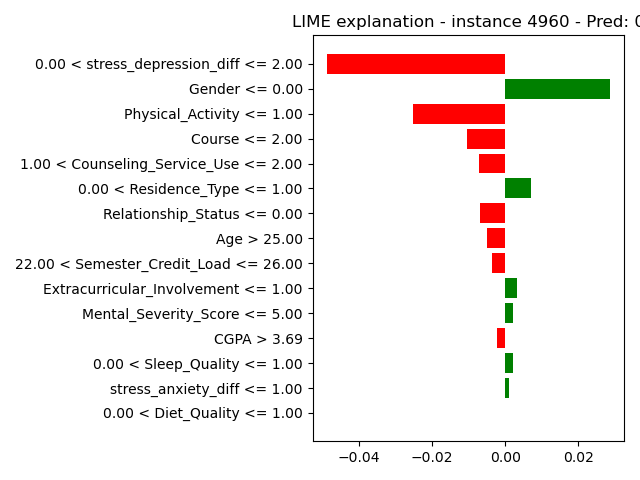 LIME explanation - instance 4960 - Pred: 0
0.00 < stress_depression_diff <= 2.00
Gender <= 0.00
Physical_Activity <= 1.00
Course <= 2.00
1.00 < Counseling_Service_Use <= 2.00
0.00 < Residence_Type <= 1.00
Relationship_Status <= 0.00
Age > 25.00
22.00 < Semester_Credit_Load <= 26.00
Extracurricular_Involvement <= 1.00
Mental_Severity_Score <= 5.00
CGPA > 3.69
0.00 < Sleep_Quality <= 1.00
stress_anxiety_diff <= 1.00
0.00 < Diet_Quality <= 1.00
−0.04 −0.02 0.00 0.02